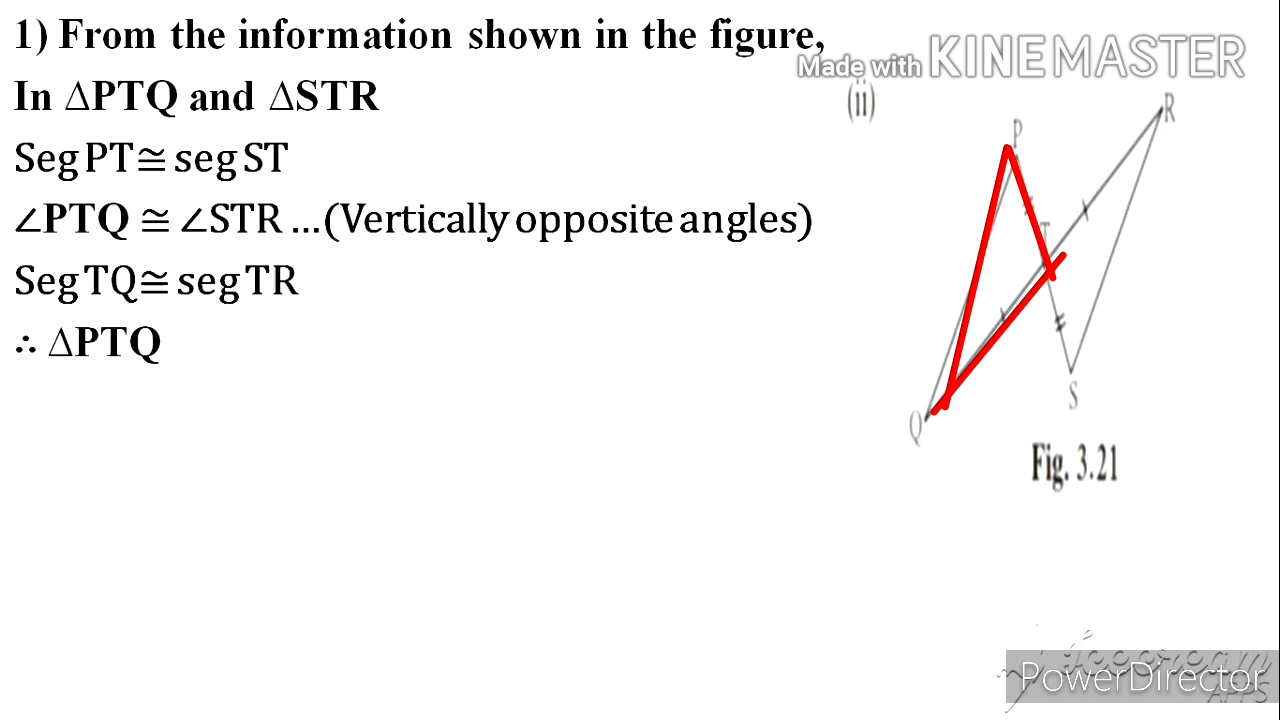 1) From the information shown in the figure,
Made with KINEMASTER
In ∆PTQ and ∆STR
(ii)
Seg PT≅ seg ST
∠PTQ ≅ ∠STR ...(Vertically opposite angles)
Seg TQ≅ seg TR
∴ ∆PTQ
P
R
T
S
Q
Fig. 3.21
PowerDirector
APPS